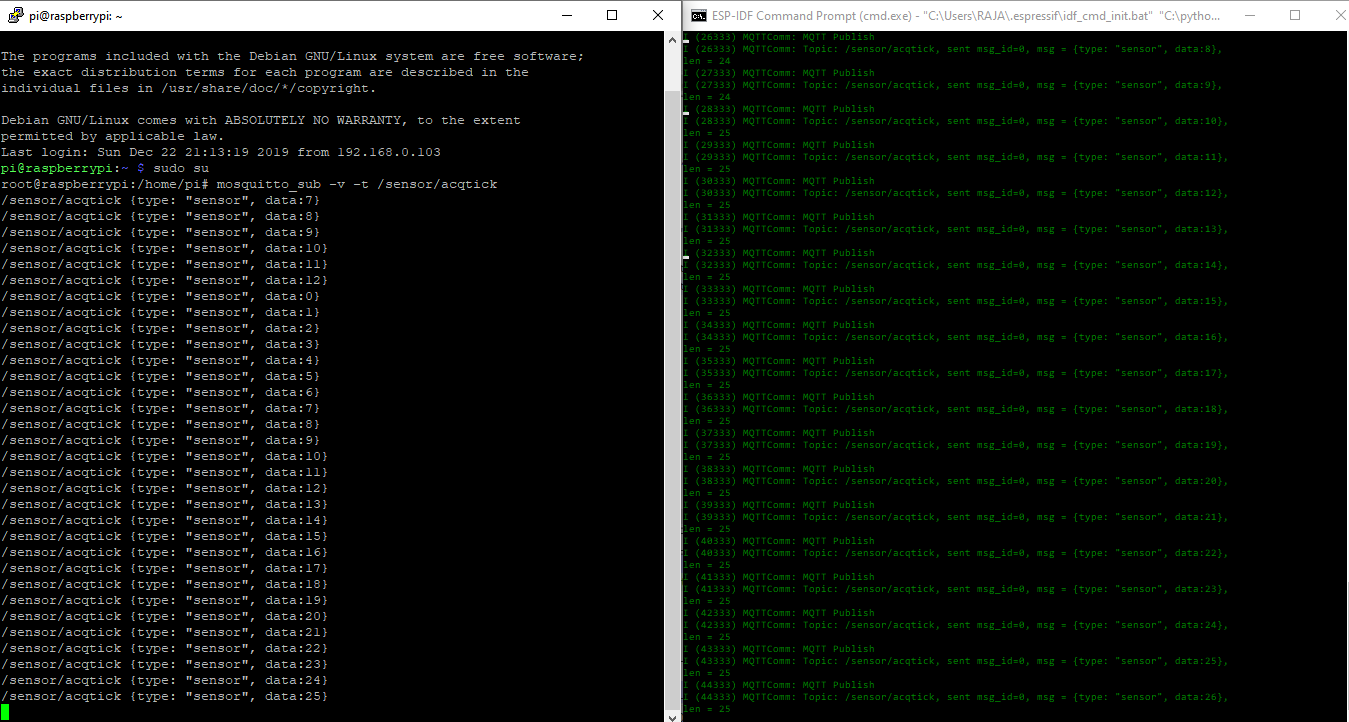 pi@raspberrypi: ~
The programs included with the Debian GNU/Linux system are free software;
the exact distribution terms for each program are described in the
individual files in /usr/share/doc/*/copyright.
Debian GNU/Linux comes with ABSOLUTELY NO WARRANTY, to the extent
permitted by applicable law.
Last login: Sun Dec 22 21:13:19 2019 from 192.168.0.103
pi@raspberrypi:~ $ sudo su
root@raspberrypi:/home/pi# mosquitto_sub -v -t /sensor/acqtick
/sensor/acqtick {type: "sensor", data:7}
/sensor/acqtick {type: "sensor", data:8}
/sensor/acqtick {type: "sensor", data:9}
/sensor/acqtick {type: "sensor", data:10}
/sensor/acqtick {type: "sensor", data:11}
/sensor/acqtick {type: "sensor", data:12}
/sensor/acqtick {type: "sensor", data:0}
/sensor/acqtick {type: "sensor", data:1}
/sensor/acqtick {type: "sensor", data:2}
/sensor/acqtick {type: "sensor", data:3}
/sensor/acqtick {type: "sensor", data:4}
/sensor/acqtick {type: "sensor", data:5}
/sensor/acqtick {type: "sensor", data:6}
/sensor/acqtick {type: "sensor", data:7}
/sensor/acqtick {type: "sensor", data:8}
/sensor/acqtick {type: "sensor", data:9}
/sensor/acqtick {type: "sensor", data:10}
/sensor/acqtick {type: "sensor", data:11}
/sensor/acqtick {type: "sensor", data:12}
/sensor/acqtick {type: "sensor", data:13}
/sensor/acqtick {type: "sensor", data:14}
/sensor/acqtick {type: "sensor", data:15}
/sensor/acqtick {type: "sensor", data:16}
/sensor/acqtick {type: "sensor", data:17}
/sensor/acqtick {type: "sensor", data:18}
/sensor/acqtick {type: "sensor", data:19}
/sensor/acqtick {type: "sensor", data:20}
/sensor/acqtick {type: "sensor", data:21}
/sensor/acqtick {type: "sensor", data:22}
/sensor/acqtick {type: "sensor", data:23}
/sensor/acqtick {type: "sensor", data:24}
/sensor/acqtick {type: "sensor", data:25}
ESP-IDF Command Prompt (cmd.exe) - "C:\Users\RAJA\.espressif\idf_cmd_init.bat" "C:\pytho...
I (26333) MQTTComm: MQTT Publish
I (26333) MQTTComm: Topic: /sensor/acqtick, sent msg_id=0, msg = {type: "sensor", data:8},
len = 24
I (27333) MQTTComm: MQTT Publish
I (27333) MQTTComm: Topic: /sensor/acqtick, sent msg_id=0, msg = {type: "sensor", data:9},
len = 24
I (28333) MQTTComm: MQTT Publish
I (28333) MQTTComm: Topic: /sensor/acqtick, sent msg_id=0, msg = {type: "sensor", data:10},
len = 25
I (29333) MQTTComm: MQTT Publish
I (29333) MQTTComm: Topic: /sensor/acqtick, sent msg_id=0, msg = {type: "sensor", data:11},
len = 25
I (30333) MQTTComm: MQTT Publish
I (30333) MQTTComm: Topic: /sensor/acqtick, sent msg_id=0, msg = {type: "sensor", data:12},
len = 25
I (31333) MQTTComm: MQTT Publish
I (31333) MQTTComm: Topic: /sensor/acqtick, sent msg_id=0, msg = {type: "sensor", data:13},
len = 25
I (32333) MQTTComm: MQTT Publish
I (32333) MQTTComm: Topic: /sensor/acqtick, sent msg_id=0, msg = {type: "sensor", data:14},
len = 25
I (33333) MQTTComm: MQTT Publish
I (33333) MQTTComm: Topic: /sensor/acqtick, sent msg_id=0, msg = {type: "sensor", data:15},
len = 25
I (34333) MQTTComm: MQTT Publish
I (34333) MQTTComm: Topic: /sensor/acqtick, sent msg_id=0, msg = {type: "sensor", data:16},
len = 25
I (35333) MQTTComm: MQTT Publish
I (35333) MQTTComm: Topic: /sensor/acqtick, sent msg_id=0, msg = {type: "sensor", data:17},
len = 25
I (36333) MQTTComm: MQTT Publish
I (36333) MQTTComm: Topic: /sensor/acqtick, sent msg_id=0, msg = {type: "sensor", data:18},
len = 25
I (37333) MQTTComm: MQTT Publish
I (37333) MQTTComm: Topic: /sensor/acqtick, sent msg_id=0, msg = {type: "sensor", data:19},
len = 25
I (38333) MQTTComm: MQTT Publish
I (38333) MQTTComm: Topic: /sensor/acqtick, sent msg_id=0, msg = {type: "sensor", data:20},
len = 25
I (39333) MQTTComm: MQTT Publish
I (39333) MQTTComm: Topic: /sensor/acqtick, sent msg_id=0, msg = {type: "sensor", data:21},
len = 25
I (40333) MQTTComm: MQTT Publish
I (40333) MQTTComm: Topic: /sensor/acqtick, sent msg_id=0, msg = {type: "sensor", data:22},
len = 25
I (41333) MQTTComm: MQTT Publish
I (41333) MQTTComm: Topic: /sensor/acqtick, sent msg_id=0, msg = {type: "sensor", data:23},
len = 25
I (42333) MQTTComm: MQTT Publish
I (42333) MQTTComm: Topic: /sensor/acqtick, sent msg_id=0, msg = {type: "sensor", data:24},
len = 25
I (43333) MQTTComm: MQTT Publish
I (43333) MQTTComm: Topic: /sensor/acqtick, sent msg_id=0, msg = {type: "sensor", data:25},
len = 25
I (44333) MQTTComm: MQTT Publish
I (44333) MQTTComm: Topic: /sensor/acqtick, sent msg_id=0, msg = {type: "sensor", data:26},
len = 25